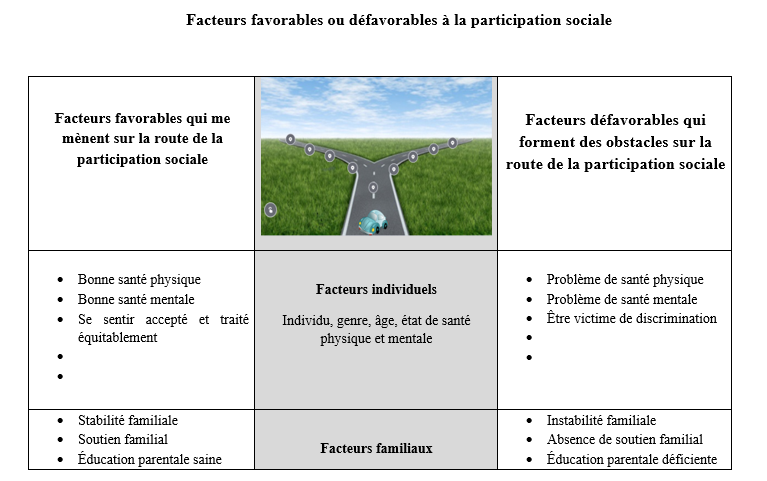 Facteurs favorables ou défavorables à la participation sociale
Facteurs favorables qui me
mènent sur la route de la
participation sociale
Facteurs défavorables qui
forment des obstacles sur la
route de la participation sociale
• Bonne santé physique
• Bonne santé mentale
• Se sentir accepté et traité
équitablement
•
•
Facteurs individuels
Individu, genre, âge, état de santé
physique et mentale
• Problème de santé physique
• Problème de santé mentale
• Être victime de discrimination
•
•
• Stabilité familiale
• Soutien familial
• Éducation parentale saine
Facteurs familiaux
• Instabilité familiale
• Absence de soutien familial
• Éducation parentale déficiente